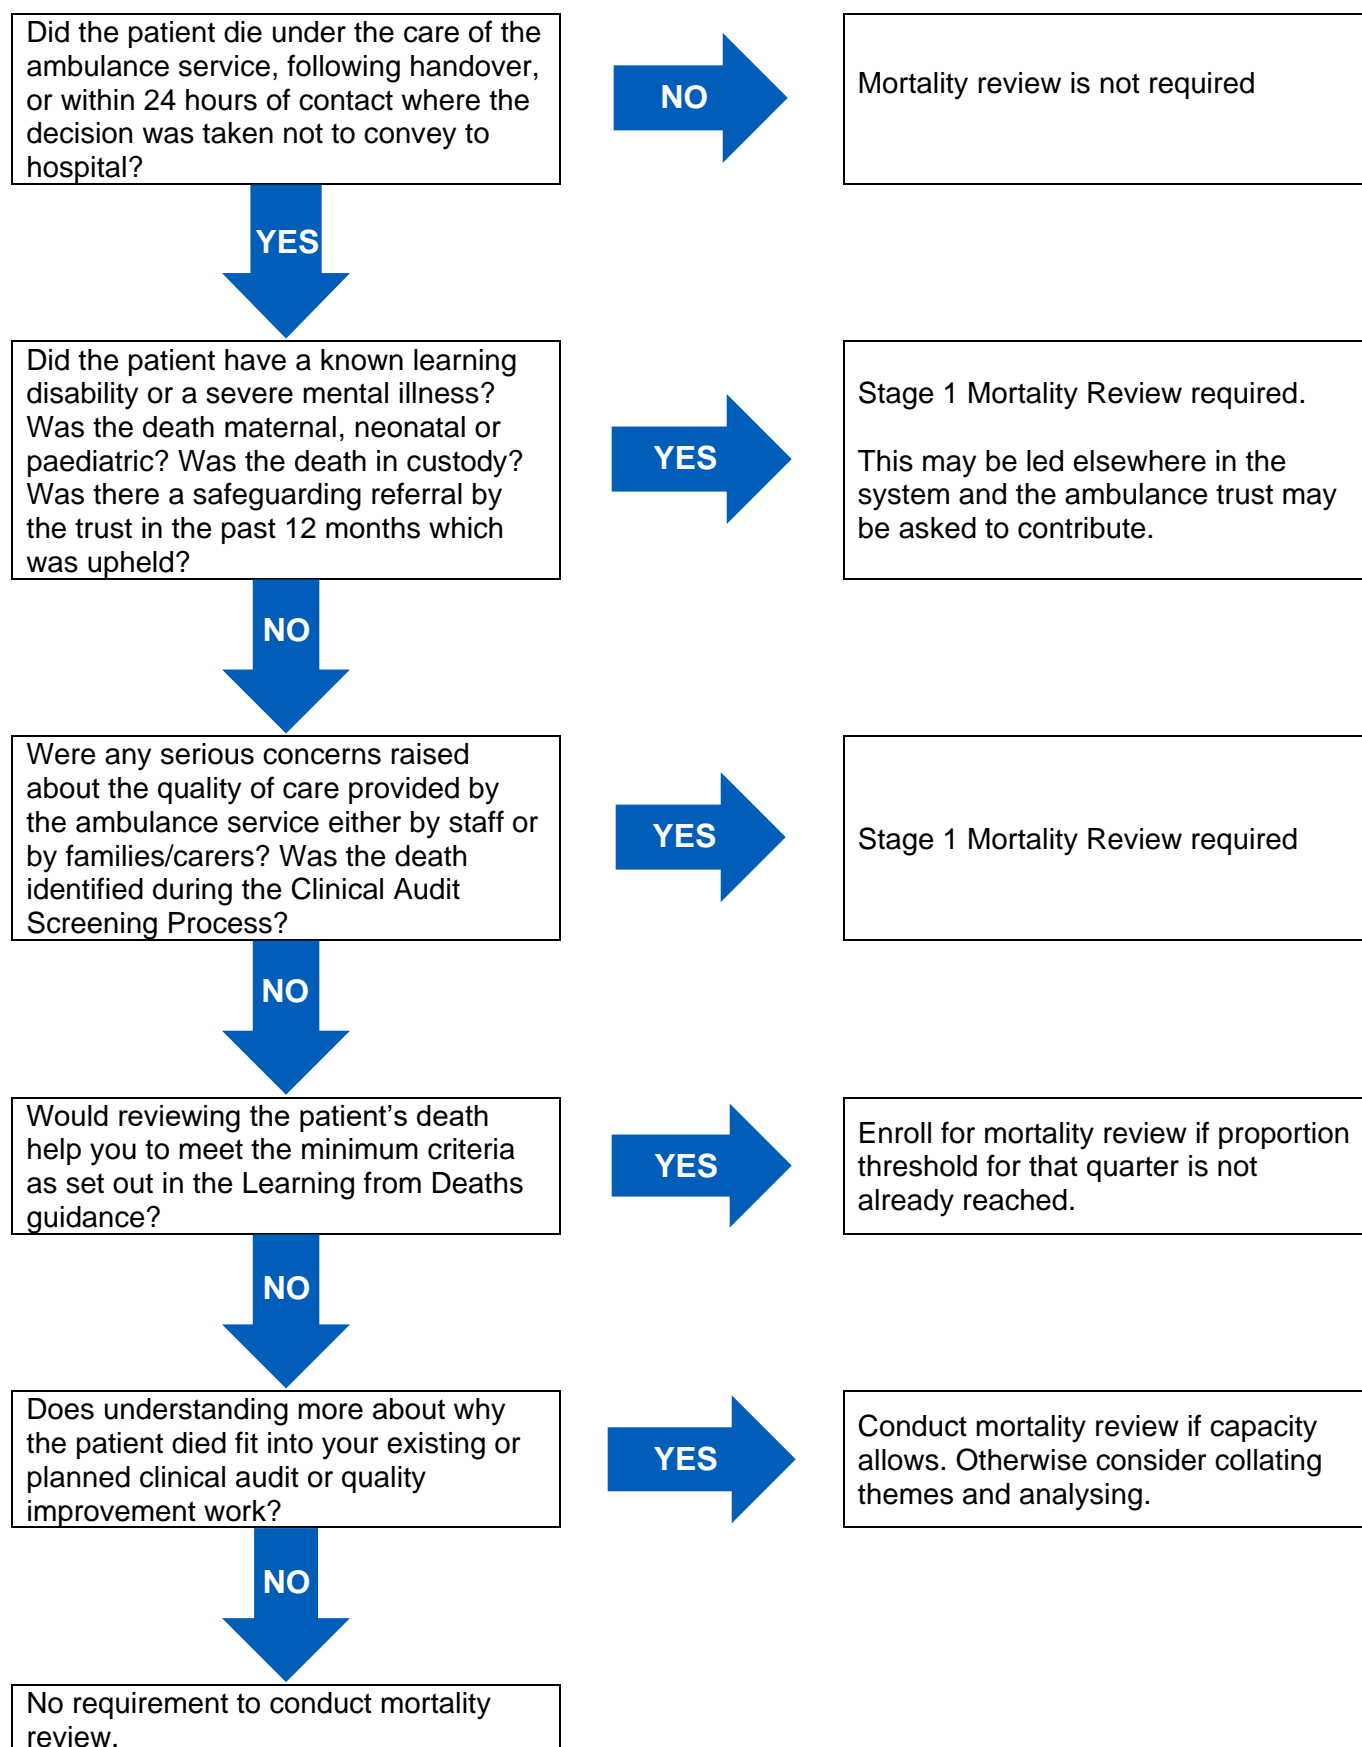 Did the patient die under the care of the
ambulance service, following handover,
or within 24 hours of contact where the
decision was taken not to convey to
hospital?
NO
Mortality review is not required
YES
Did the patient have a known learning
disability or a severe mental illness?
Was the death maternal, neonatal or
paediatric? Was the death in custody?
Was there a safeguarding referral by
the trust in the past 12 months which
was upheld?
YES
Stage 1 Mortality Review required.
This may be led elsewhere in the
system and the ambulance trust may
be asked to contribute.
NO
Were any serious concerns raised
about the quality of care provided by
the ambulance service either by staff or
by families/carers? Was the death
identified during the Clinical Audit
Screening Process?
YES
Stage 1 Mortality Review required
NO
Would reviewing the patient’s death
help you to meet the minimum criteria
as set out in the Learning from Deaths
guidance?
YES
Enroll for mortality review if proportion
threshold for that quarter is not
already reached.
NO
Does understanding more about why
the patient died fit into your existing or
planned clinical audit or quality
improvement work?
YES
Conduct mortality review if capacity
allows. Otherwise consider collating
themes and analysing.
NO
No requirement to conduct mortality
review.